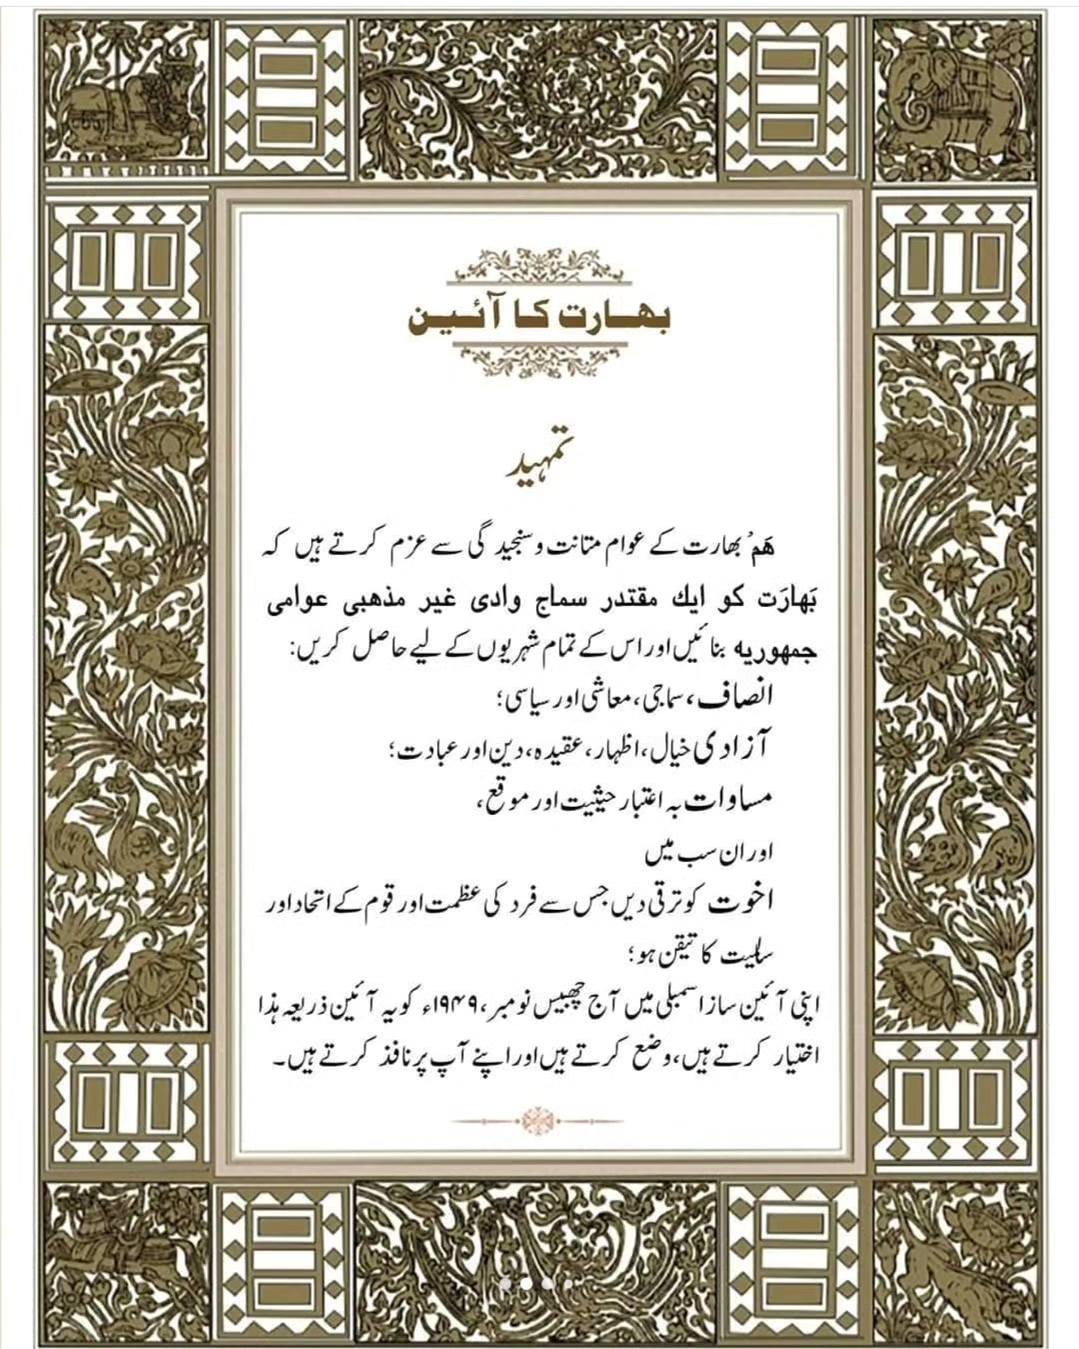 بھارت کا آئین
تمہید
ہَم بھارت کے عوام متانت و سنجیدگی سے عزم کرتے ہیں کہ
بَھارَت کو ایک مقتدر سماج وادی غیر مذہبی عوامی
جمہوریہ بنائیں اور اس کے تمام شہریوں کے لیے حاصل کریں:
انصاف، سماجی، معاشی اور سیاسی؛
آزادی خیال، اظہار، عقیدہ، دین اور عبادت؛
مساوات بہ اعتبار حیثیت اور موقع،
اور ان سب میں
اخوت کو ترقی دیں جس سے فرد کی عظمت اور قوم کے اتحاد اور
سالمیت کا تیقن ہو؛
اپنی آئین ساز اسمبلی میں آج چھبیس نومبر، ۱۹۴۹ء کو یہ آئین ذریعہ ہذا
اختیار کرتے ہیں، وضع کرتے ہیں اور اپنے آپ پر نافذ کرتے ہیں۔